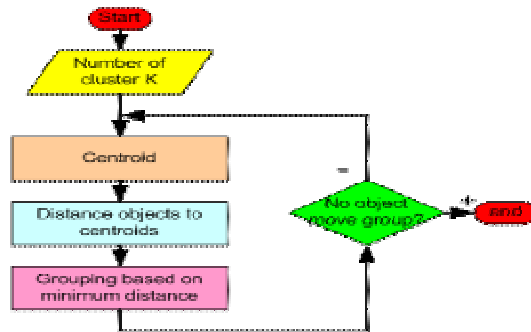 Start
Number of
cluster K
Centroid
Distance objects to
centroids
Grouping based on
minimum distance
-
No object
move group?
+
end